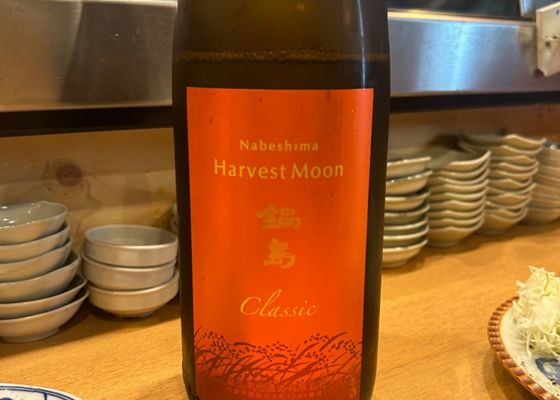 Nabeshima
Harvest Moon
鍋
島
Classic